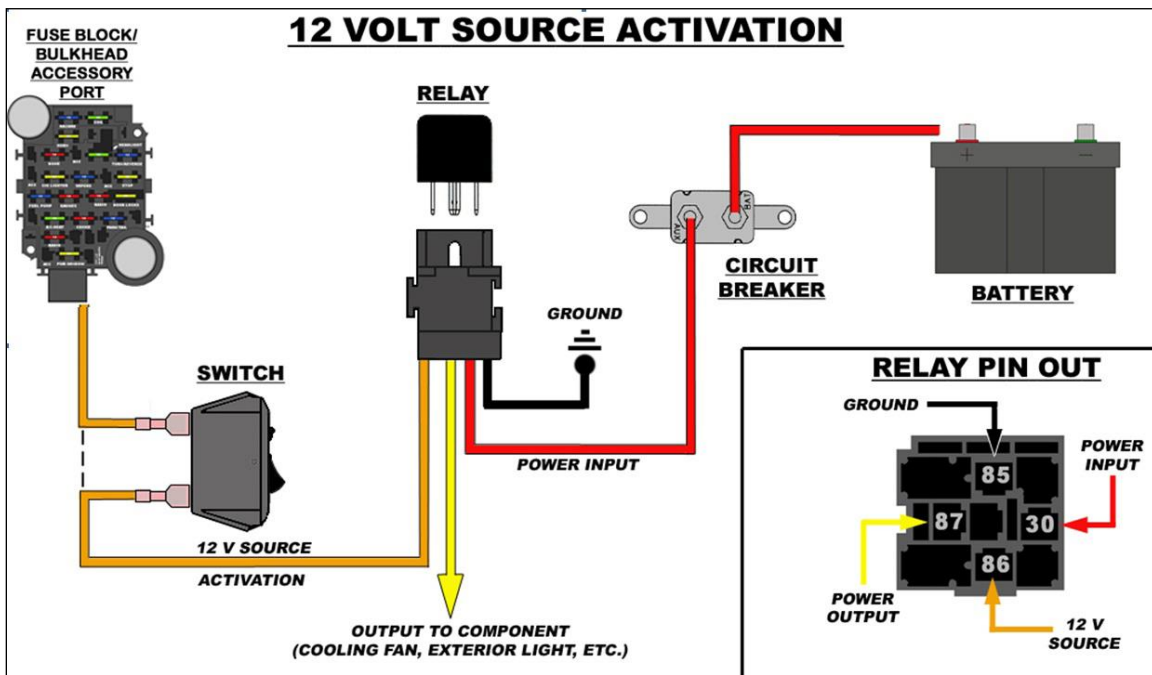 12 VOLT SOURCE ACTIVATION
FUSE BLOCK/
BULKHEAD
ACCESSORY
PORT
RELAY
BAT
AUX
CIRCUIT
BREAKER
+
−
BATTERY
GROUND
SWITCH
POWER INPUT
12 V SOURCE
ACTIVATION
OUTPUT TO COMPONENT
(COOLING FAN, EXTERIOR LIGHT, ETC.)
RELAY PIN OUT
GROUND
POWER
INPUT
85
87
30
86
POWER
OUTPUT
12 V
SOURCE